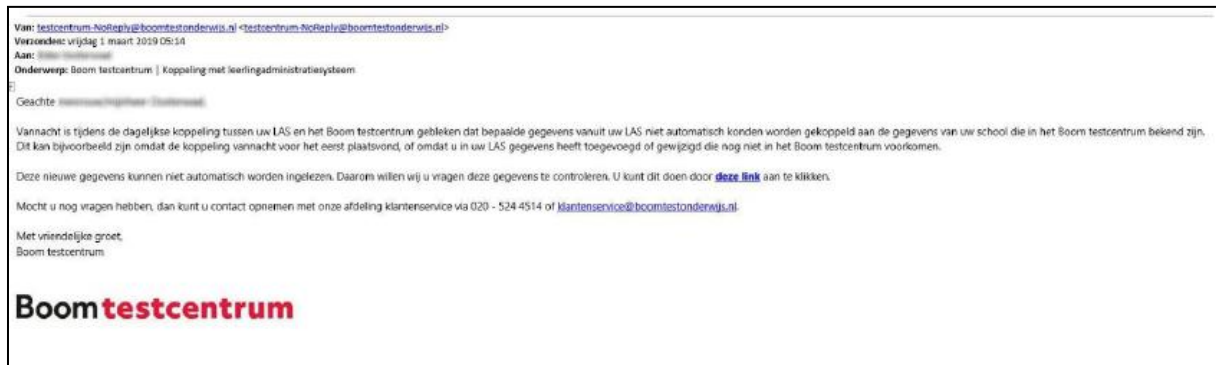 Van: testcentrum-NoReply@boomtestonderwijs.nl <testcentrum-NoReply@boomtestonderwijs.nl>
Verzonden: vrijdag 1 maart 2019 05:14
Aan:
Onderwerp: Boom testcentrum | Koppeling met leerlingadministratiesysteem
Geachte
Vannacht is tijdens de dagelijkse koppeling tussen uw LAS en het Boom testcentrum gebleken dat bepaalde gegevens vanuit uw LAS niet automatisch konden worden gekoppeld aan de gegevens van uw school die in het Boom testcentrum bekend zijn.
Dit kan bijvoorbeeld zijn omdat de koppeling vannacht voor het eerst plaatsvond, of omdat u in uw LAS gegevens heeft toegevoegd of gewijzigd die nog niet in het Boom testcentrum voorkomen.
Deze nieuwe gegevens kunnen niet automatisch worden ingelezen. Daarom willen wij u vragen deze gegevens te controleren. U kunt dit doen door deze link aan te klikken.
Mocht u nog vragen hebben, dan kunt u contact opnemen met onze afdeling klantenservice via 020 - 524 4514 of klantenservice@boomtestonderwijs.nl.
Met vriendelijke groet,
Boom testcentrum
Boom testcentrum